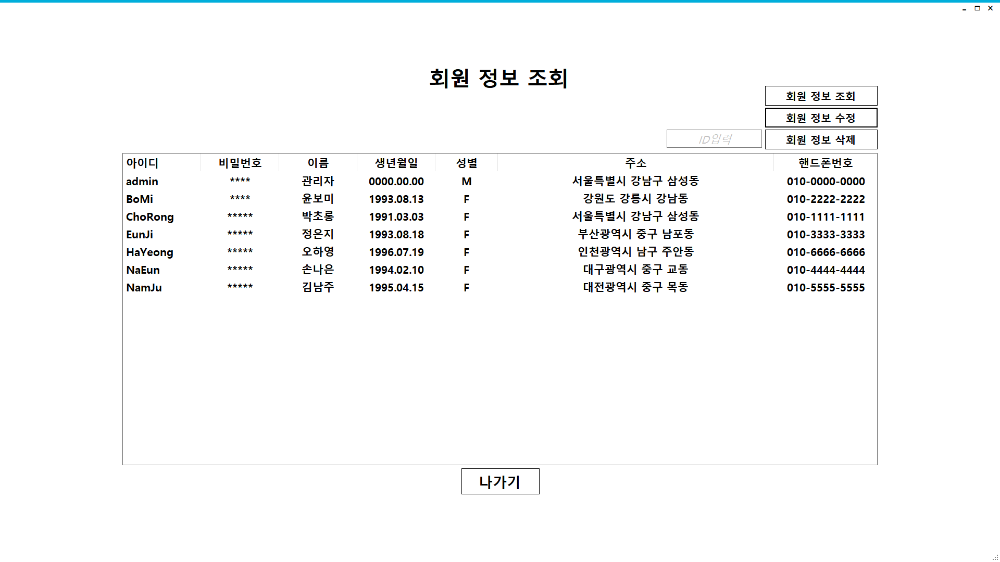 회원 정보 조회
회원 정보 조회
회원 정보 수정
ID입력 회원 정보 삭제
아이디 비밀번호 이름 생년월일 성별 주소 핸드폰번호
admin **** 관리자 0000.00.00 M 서울특별시 강남구 삼성동 010-0000-0000
BoMi **** 윤보미 1993.08.13 F 강원도 강릉시 강남동 010-2222-2222
ChoRong ***** 박초롱 1991.03.03 F 서울특별시 강남구 삼성동 010-1111-1111
EunJi ***** 정은지 1993.08.18 F 부산광역시 중구 남포동 010-3333-3333
HaYeong ***** 오하영 1996.07.19 F 인천광역시 남구 주안동 010-6666-6666
NaEun ***** 손나은 1994.02.10 F 대구광역시 중구 교동 010-4444-4444
NamJu ***** 김남주 1995.04.15 F 대전광역시 중구 목동 010-5555-5555
나가기